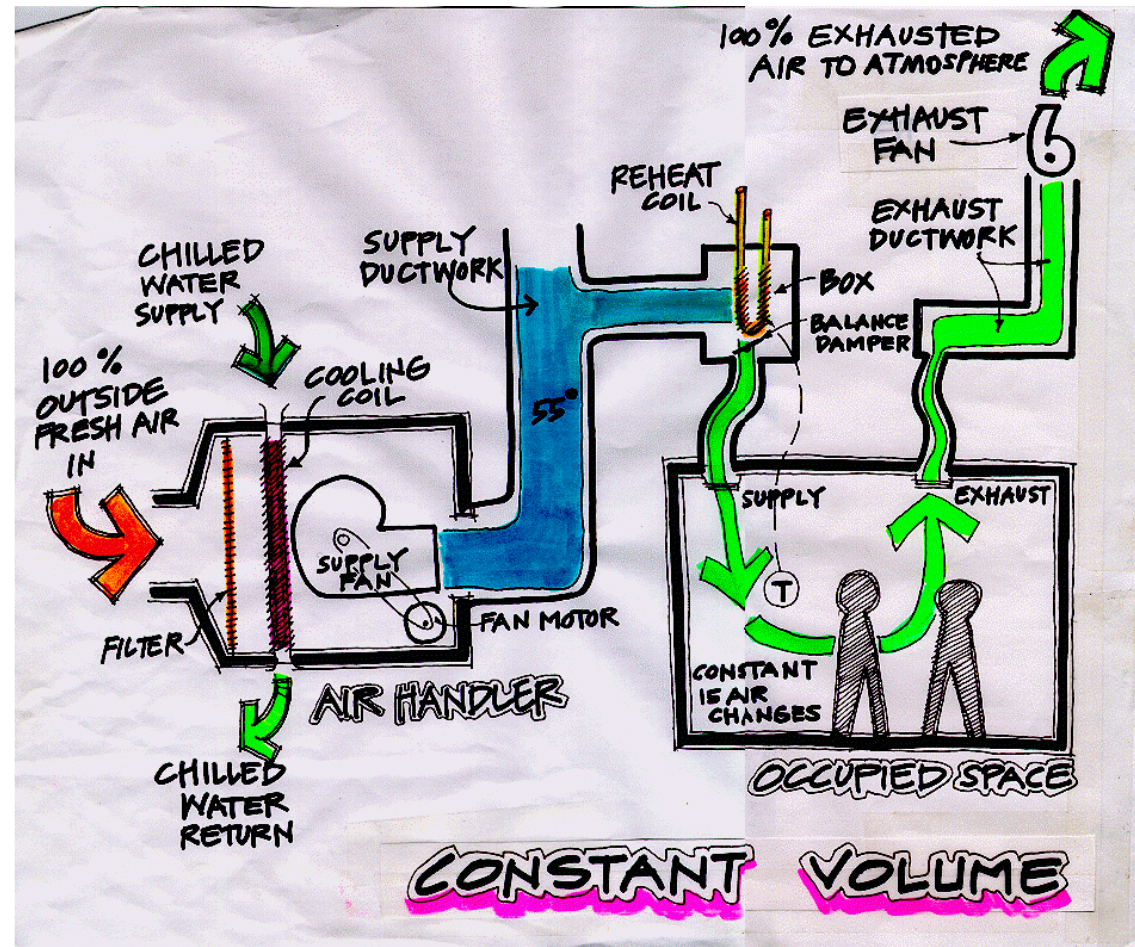 100% EXHAUSTED
AIR TO ATMOSPHERE
EXHAUST
FAN
REHEAT
COIL
EXHAUST
DUCTWORK
SUPPLY
DUCTWORK
CHILLED
WATER
SUPPLY
BOX
BALANCE
DAMPER
100%
OUTSIDE
FRESH AIR
IN
COOLING
COIL
55°
SUPPLY
EXHAUST
SUPPLY
FAN
T
FILTER
FAN MOTOR
CONSTANT
15 AIR
CHANGES
AIR HANDLER
CHILLED
WATER
RETURN
OCCUPIED SPACE
CONSTANT VOLUME